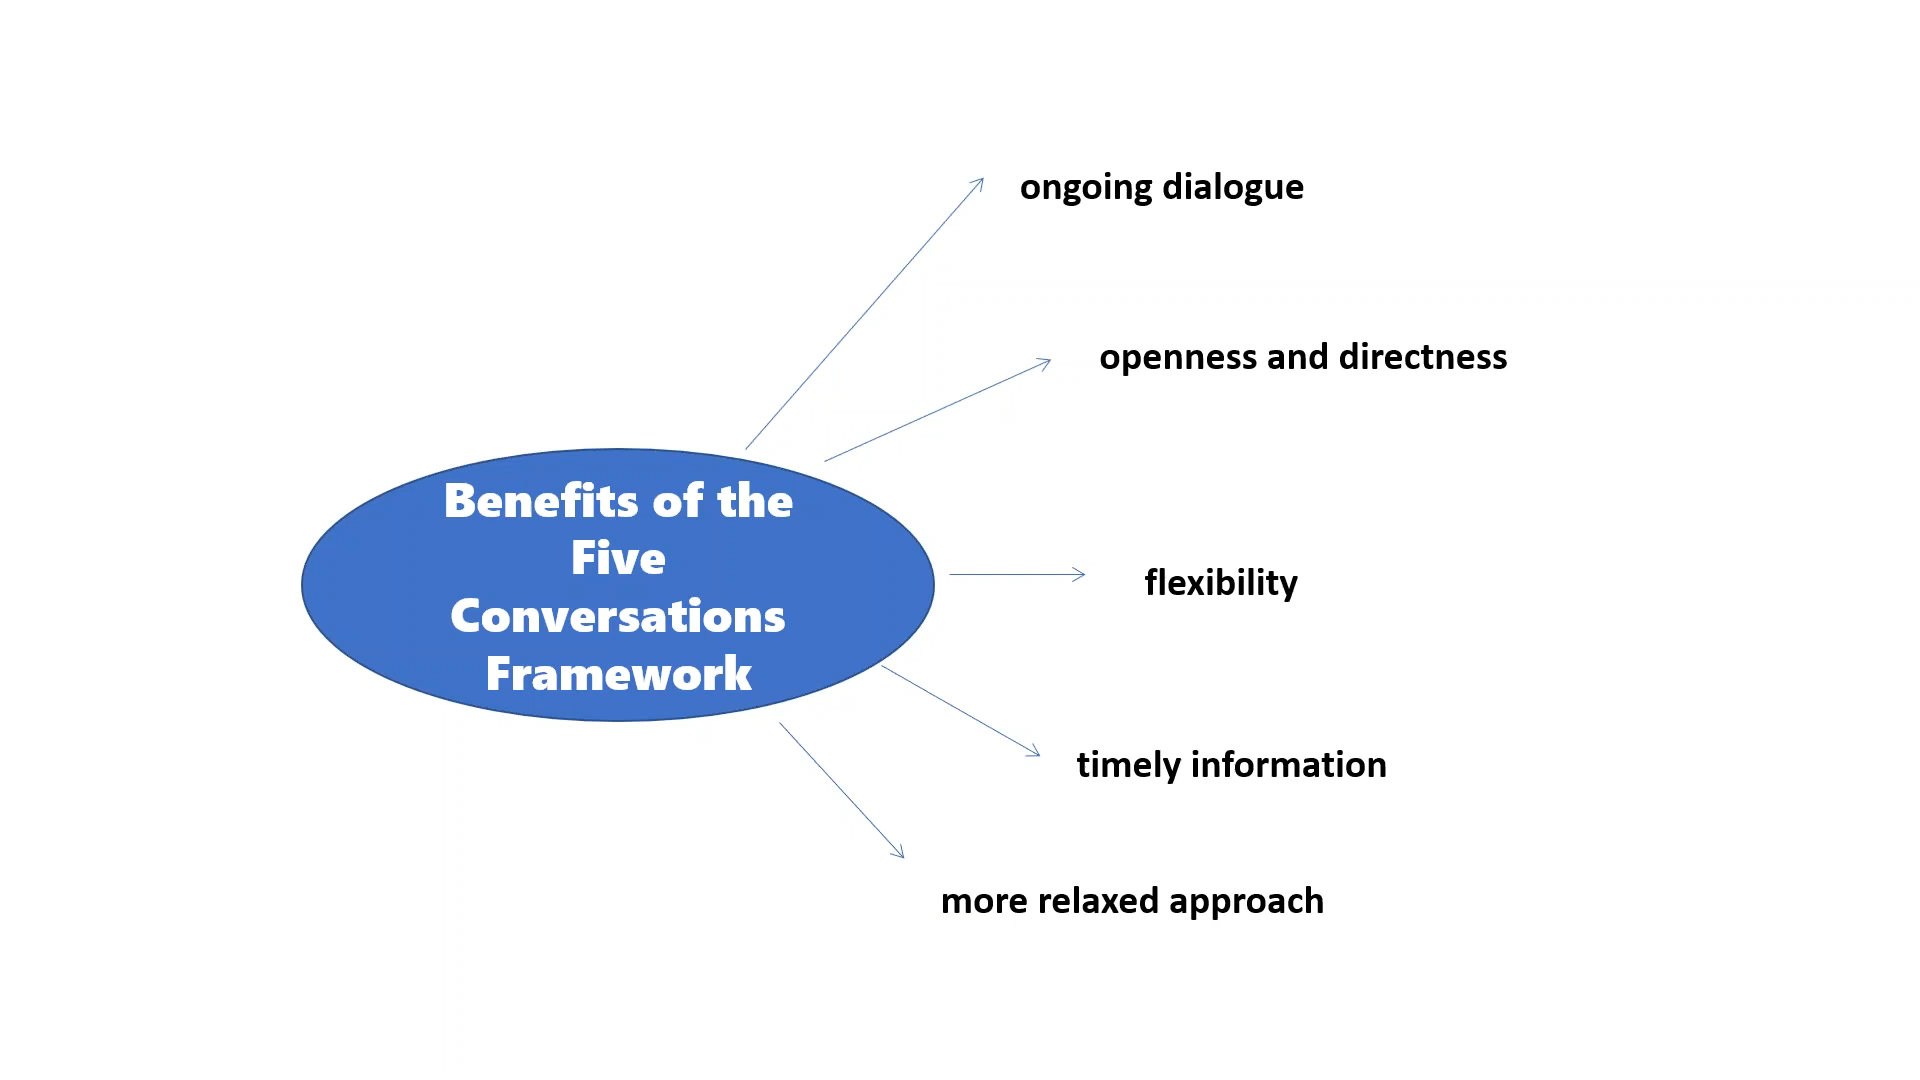 ongoing dialogue
openness and directness
Benefits of the
Five
Conversations
Framework
flexibility
timely information
more relaxed approach